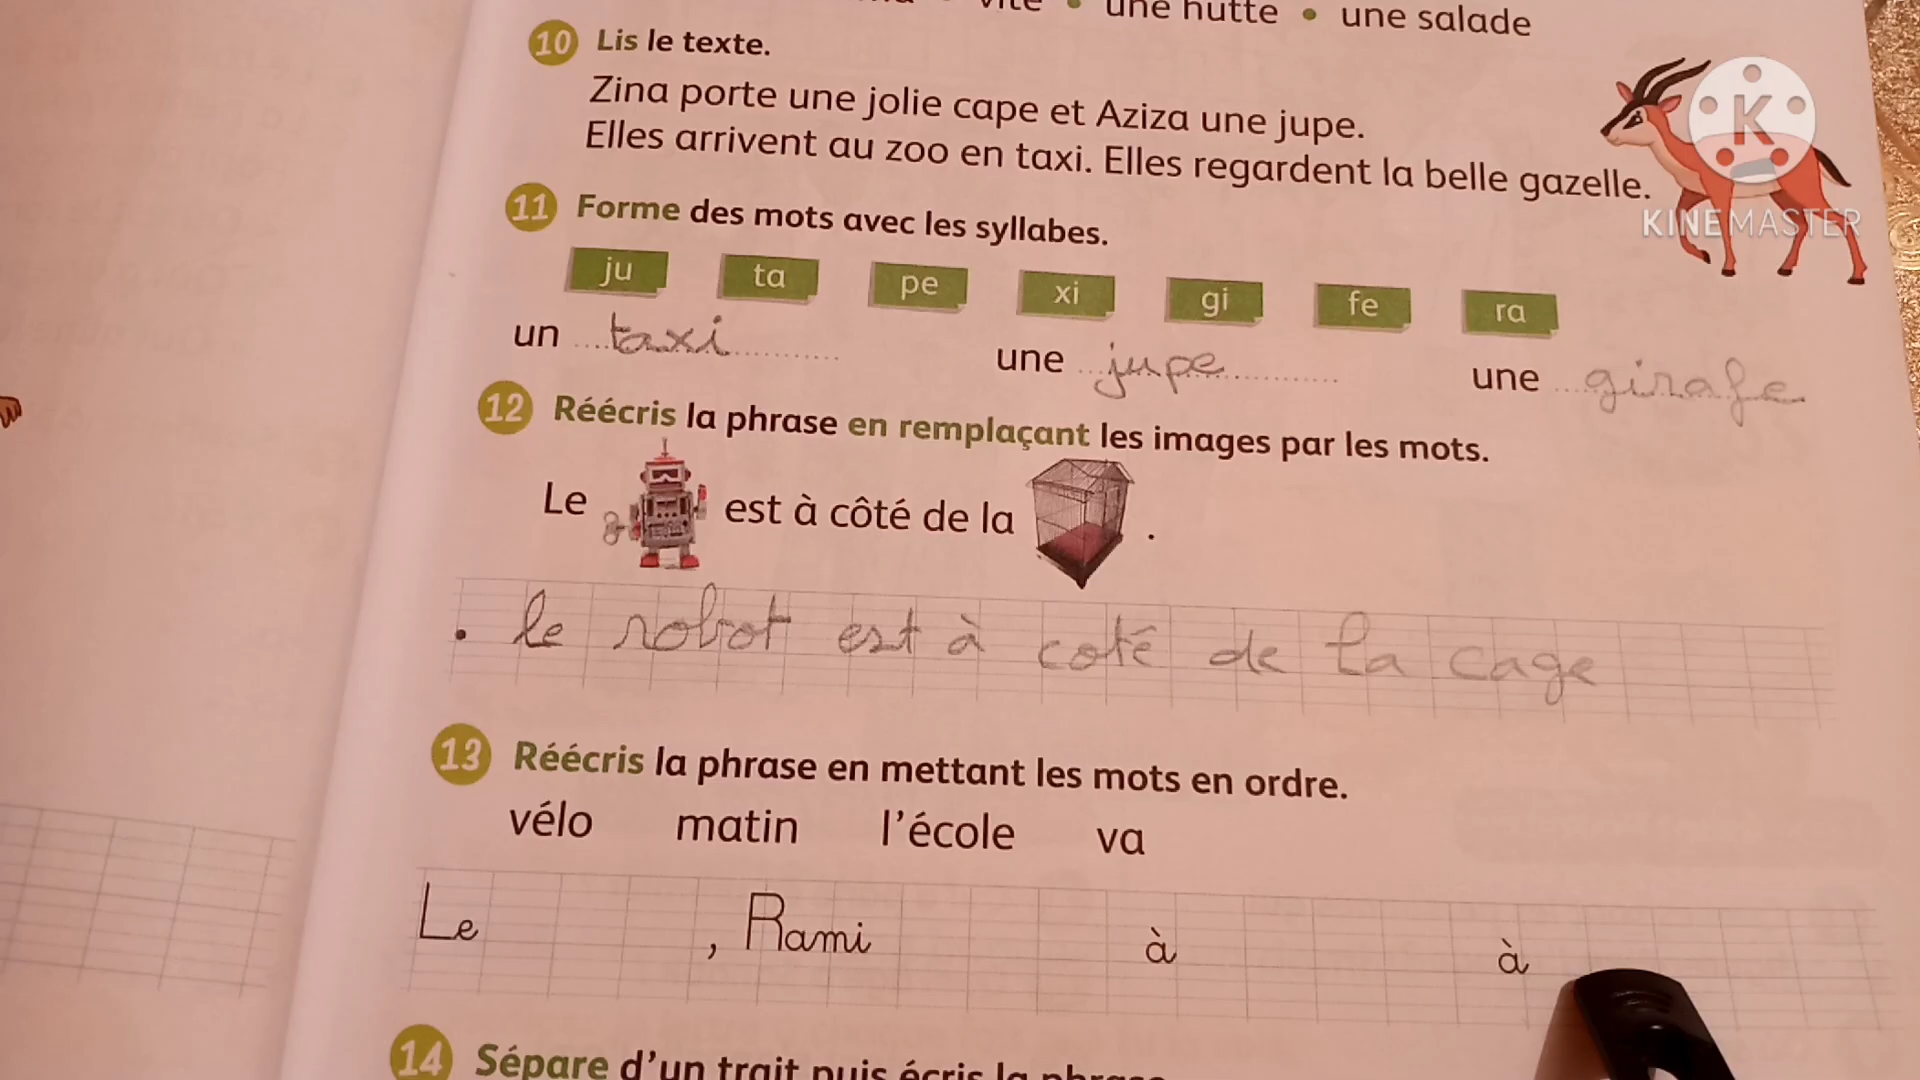 vite • une hutte • une salade
10 Lis le texte.
Zina porte une jolie cape et Aziza une jupe.
Elles arrivent au zoo en taxi. Elles regardent la belle gazelle.
K
KINEMASTER
11 Forme des mots avec les syllabes.
ju ta pe xi gi fe ra
un taxi une jupe une girafe
12 Réécris la phrase en remplaçant les images par les mots.
Le est à côté de la .
. le robot est à coté de la cage
13 Réécris la phrase en mettant les mots en ordre.
vélo matin l'école va
Le , Rami à à
14 Sépare d'un trait puis écris la phrase